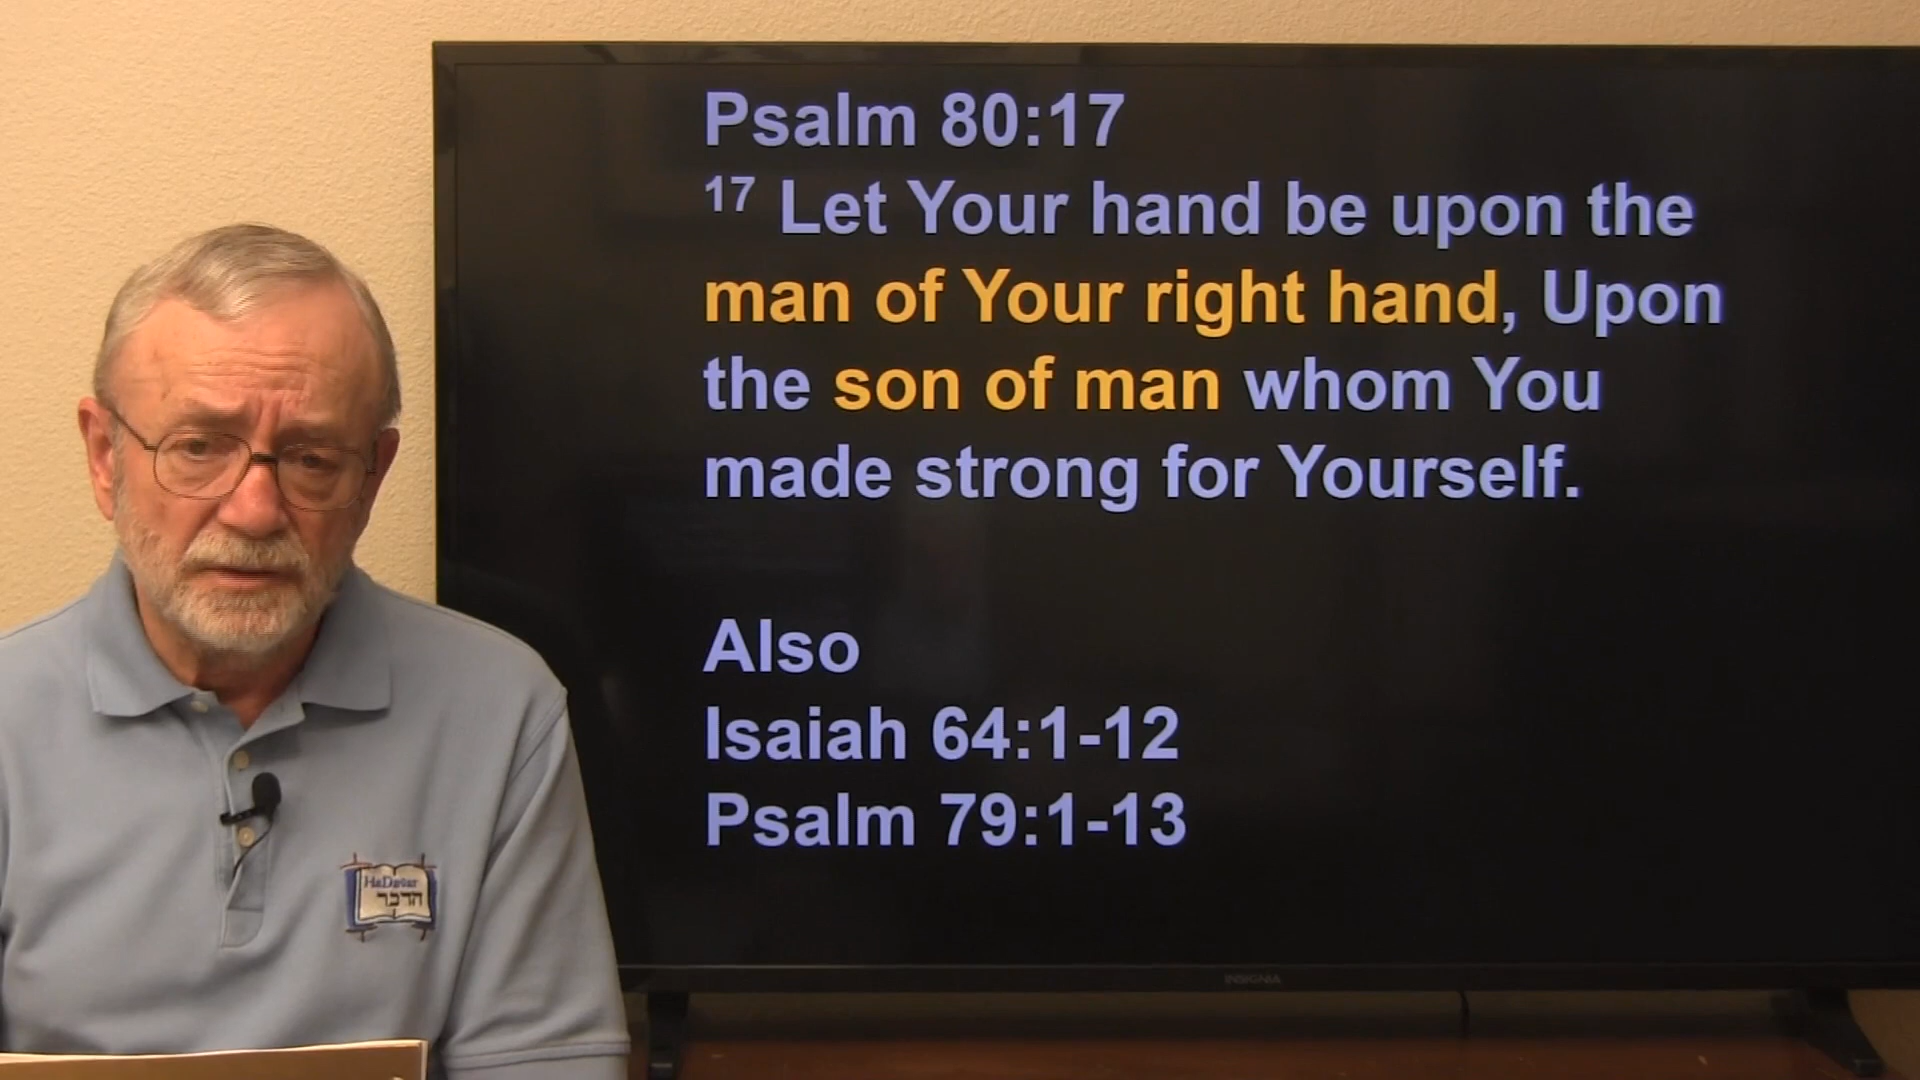 Psalm 80:17
17 Let Your hand be upon the
man of Your right hand, Upon
the son of man whom You
made strong for Yourself.
Also
Isaiah 64:1-12
Psalm 79:1-13
HaDavar
הדבר
INSIGNIA